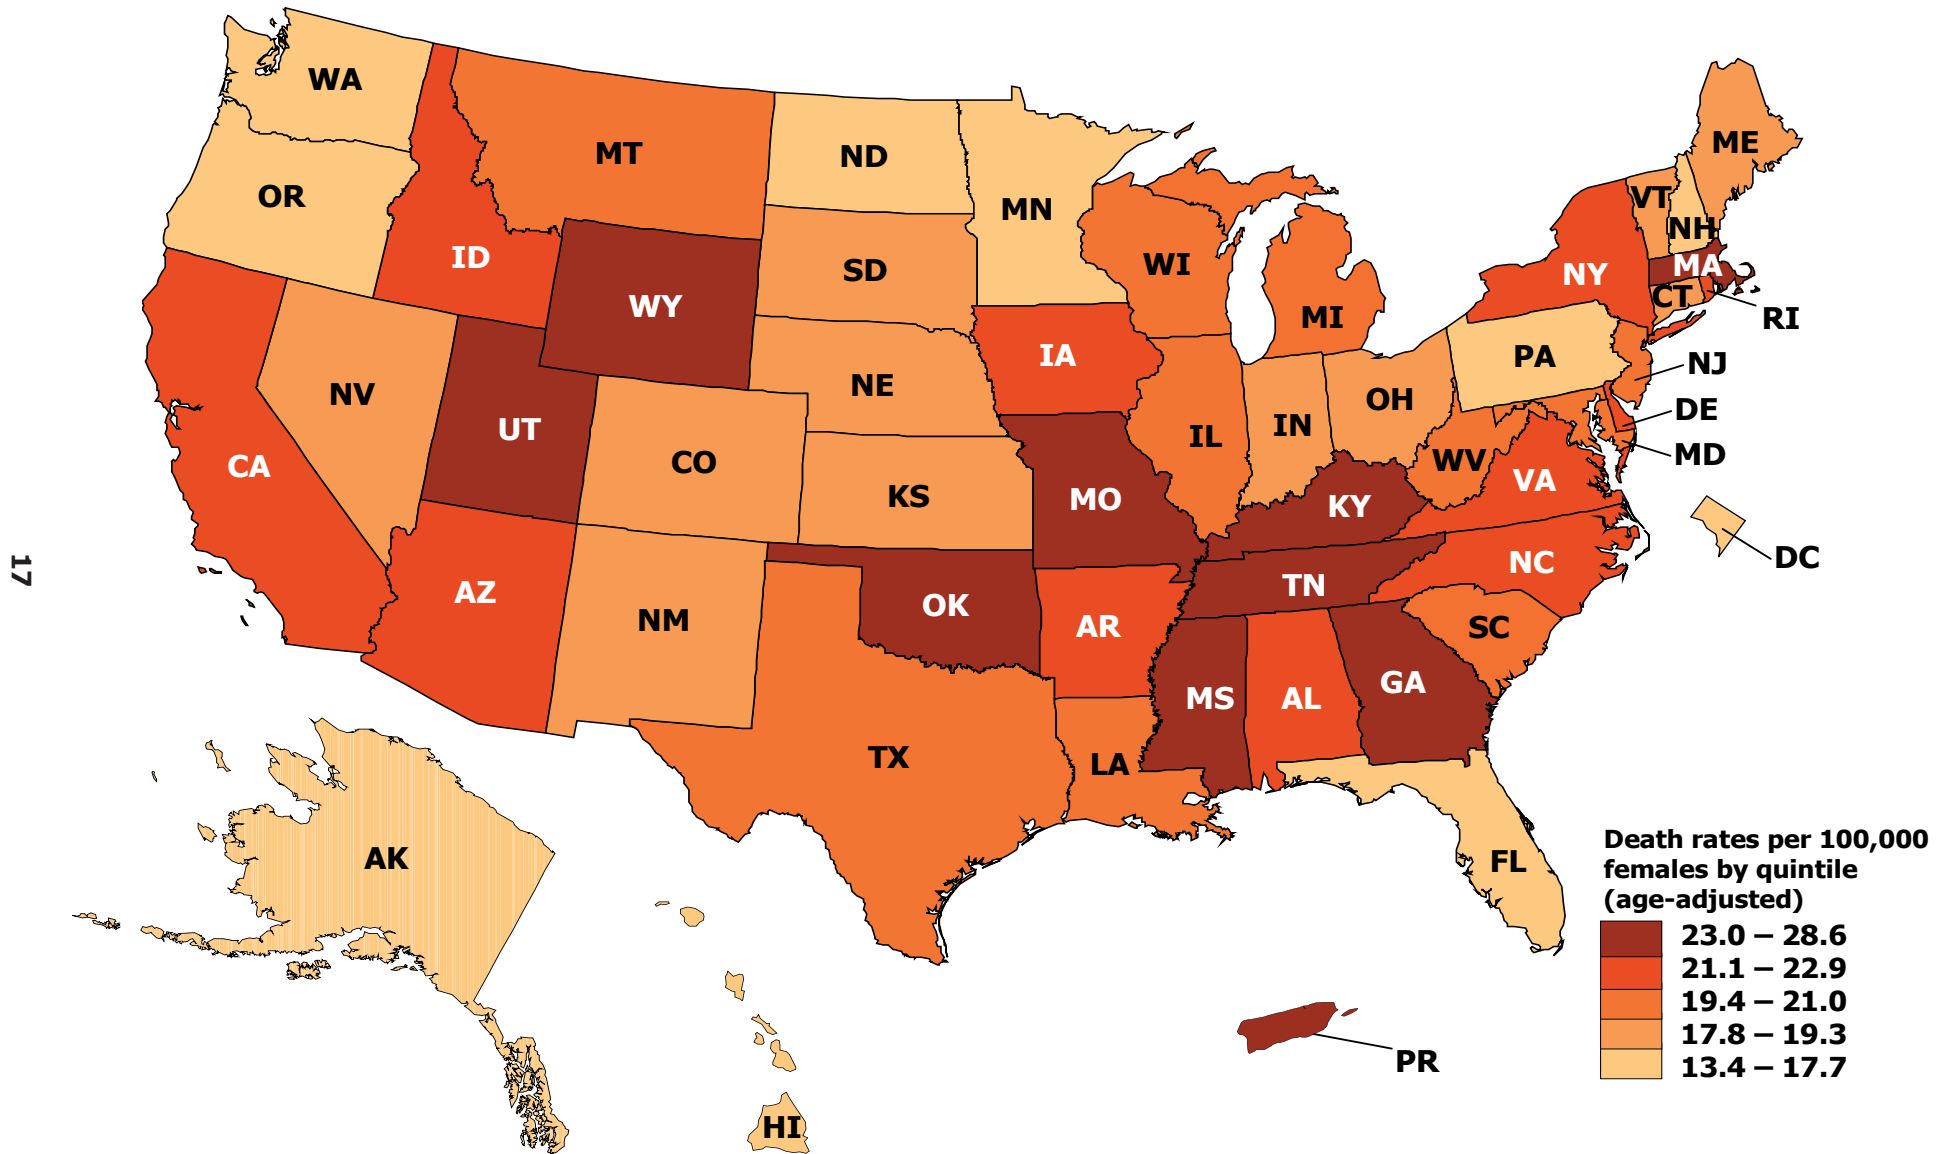 WA
MT
ND
MN
ME
OR
ID
WY
SD
WI
MI
VT
NH
NY
MA
CT
RI
NV
UT
CO
NE
IA
IL
IN
OH
PA
NJ
DE
MD
CA
KS
MO
KY
WV
VA
DC
AZ
NM
OK
AR
TN
NC
SC
TX
LA
MS
AL
GA
FL
AK
HI
PR
17
Death rates per 100,000
females by quintile
(age-adjusted)
23.0 – 28.6
21.1 – 22.9
19.4 – 21.0
17.8 – 19.3
13.4 – 17.7